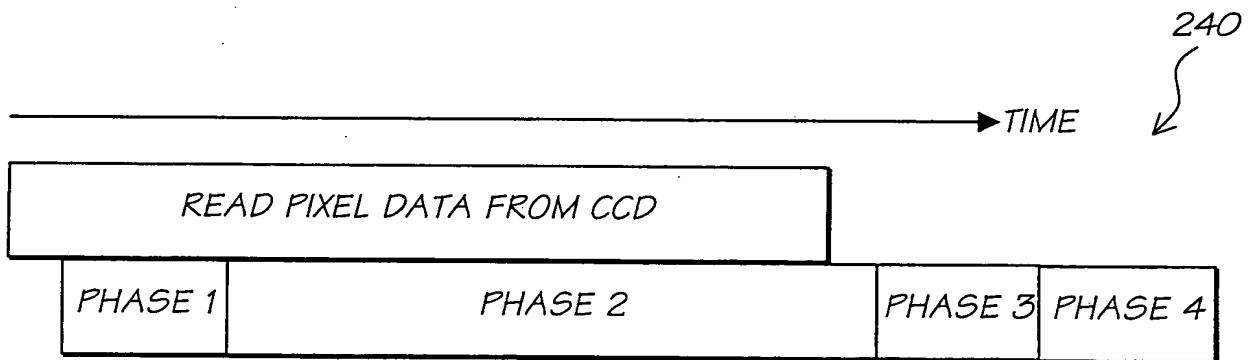 240
TIME
READ PIXEL DATA FROM CCD
PHASE 1 PHASE 2 PHASE 3 PHASE 4